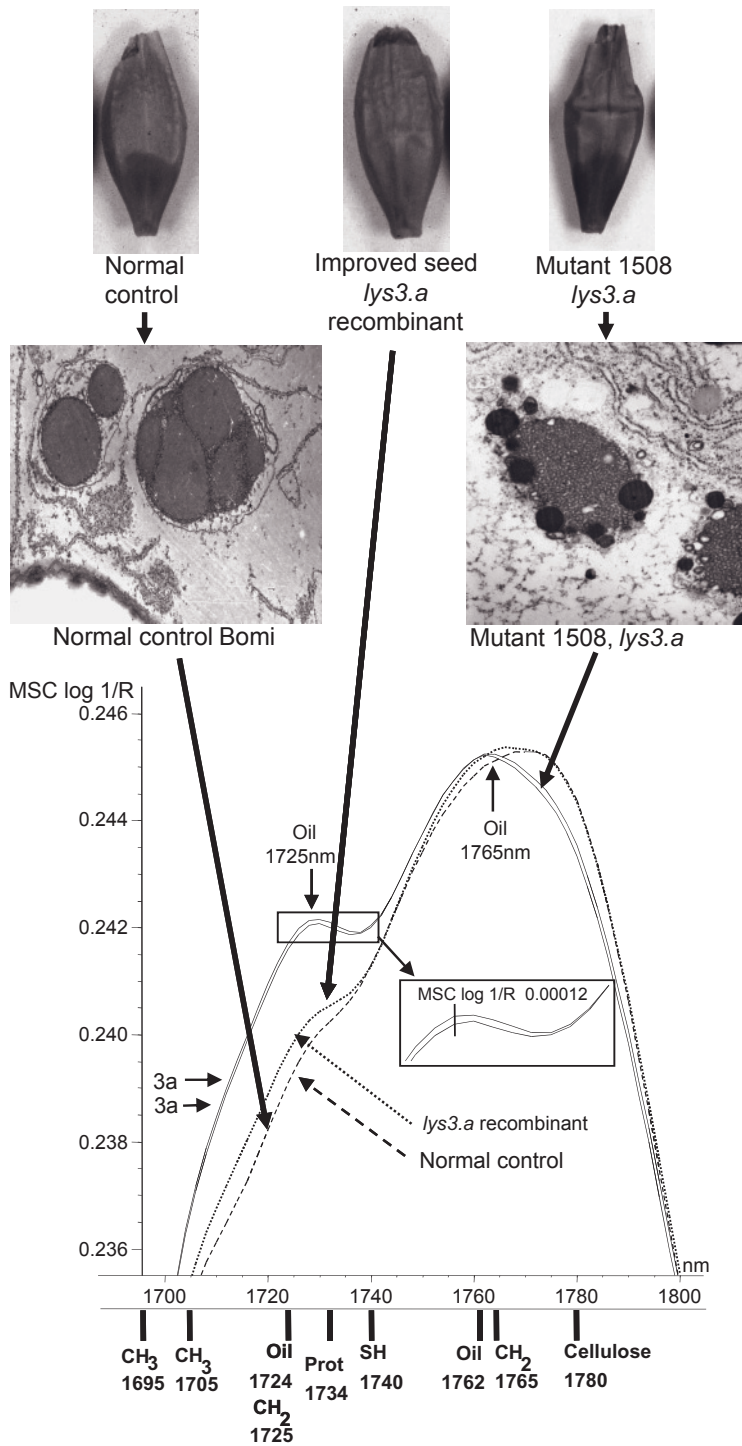 Normal
control
Improved seed
lys3.a
recombinant
Mutant 1508
lys3.a
Normal control Bomi
Mutant 1508, lys3.a
MSC log 1/R
0.246
0.244
0.242
0.240
0.238
0.236
Oil
1725nm
Oil
1765nm
MSC log 1/R 0.00012
3a
3a
lys3.a recombinant
Normal control
nm
1700 1720 1740 1760 1780 1800
CH3
1695
CH3
1705
Oil
1724
CH2
1725
Prot
1734
SH
1740
Oil
1762
CH2
1765
Cellulose
1780